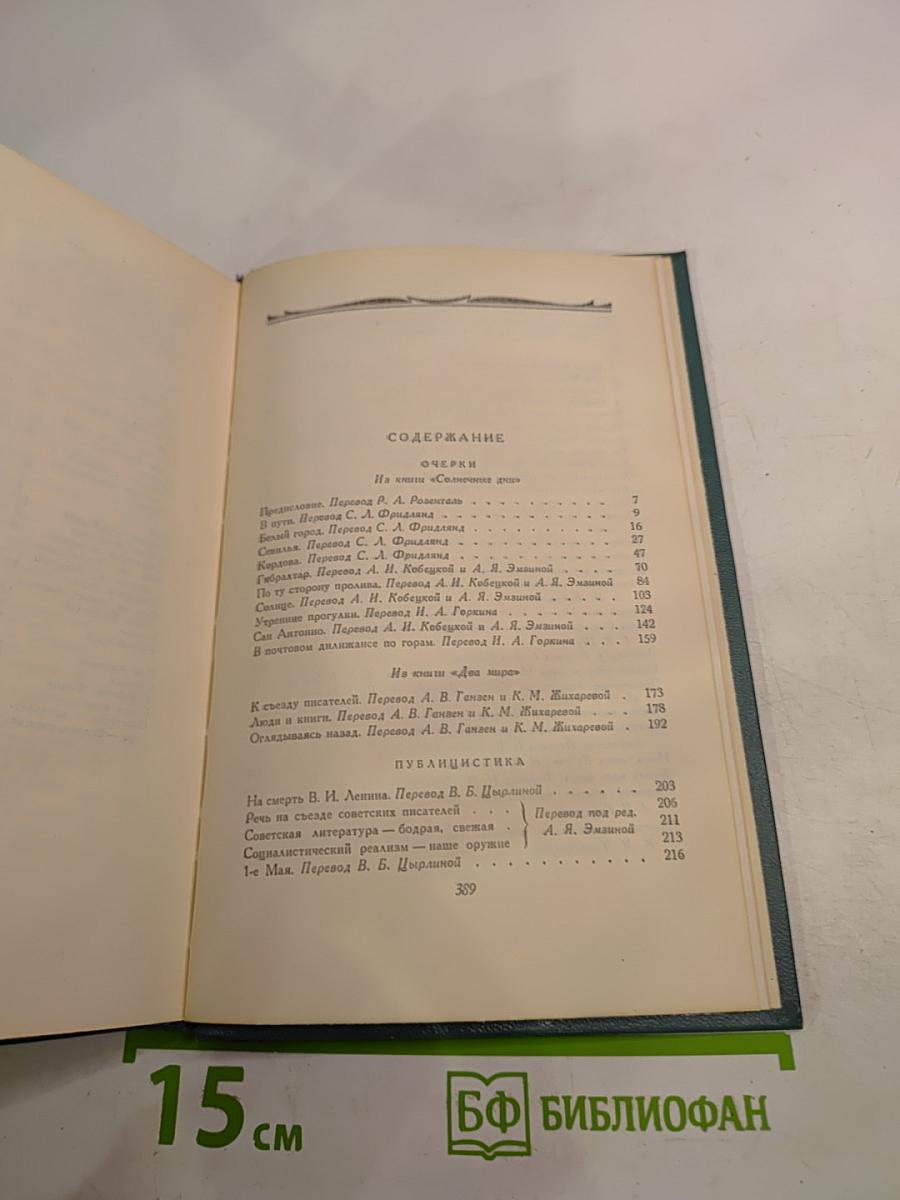 СОДЕРЖАНИЕ
ОЧЕРКИ
Из книги «Солнечные дни»
Предисловие. Перевод Р. А. Розенталь . . . . . . . . . . 7
В пути. Перевод С. Л. Фридлянд . . . . . . . . . . 9
Белый город. Перевод С. Л. Фридлянд . . . . . . . . . 16
Севилья. Перевод С. Л. Фридлянд . . . . . . . . . . 27
Кордова. Перевод С. Л. Фридлянд . . . . . . . . . . 47
Гибралтар. Перевод А. И. Кобецкой и А. Я. Эмзиной . . . . 70
По ту сторону пролива. Перевод А. И. Кобецкой и А. Я. Эмзиной 84
Солнце. Перевод А. И. Кобецкой и А. Я. Эмзиной . . . . . 103
Утренние прогулки. Перевод И. А. Горкина . . . . . . . 124
Сан Антонио. Перевод А. И. Кобецкой и А. Я. Эмзиной . . . 142
В почтовом дилижансе по горам. Перевод И. А. Горкина . . . 159
Из книги «Два мира»
К съезду писателей. Перевод А. В. Ганзен и К. М. Жихаревой . 173
Люди и книги. Перевод А. В. Ганзен и К. М. Жихаревой . . . 178
Оглядываясь назад. Перевод А. В. Ганзен и К. М. Жихаревой . 192
ПУБЛИЦИСТИКА
На смерть В. И. Ленина. Перевод В. Б. Цырлиной . . . . . . 203
Речь на съезде советских писателей . . . Перевод под ред. 206
Советская литература — бодрая, свежая . А. Я. Эмзиной 211
Социалистический реализм — наше оружие 213
1-е Мая. Перевод В. Б. Цырлиной . . . . . . . . . . . 216
389
15 см БФ БИБЛИОФАН